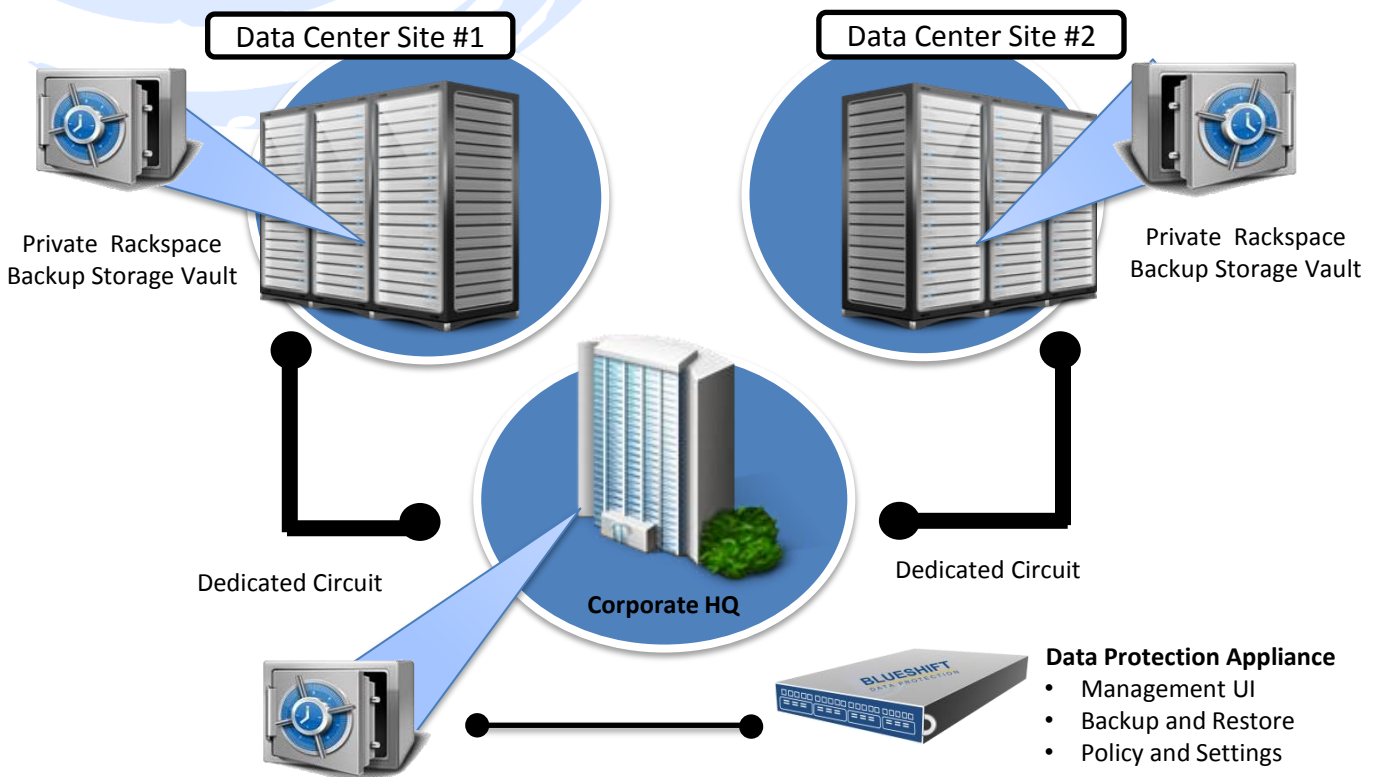 Data Center Site #1
Data Center Site #2
Private Rackspace
Backup Storage Vault
Private Rackspace
Backup Storage Vault
Dedicated Circuit
Dedicated Circuit
Corporate HQ
BLUESHIFT
DATA PROTECTION
Data Protection Appliance
• Management UI
• Backup and Restore
• Policy and Settings